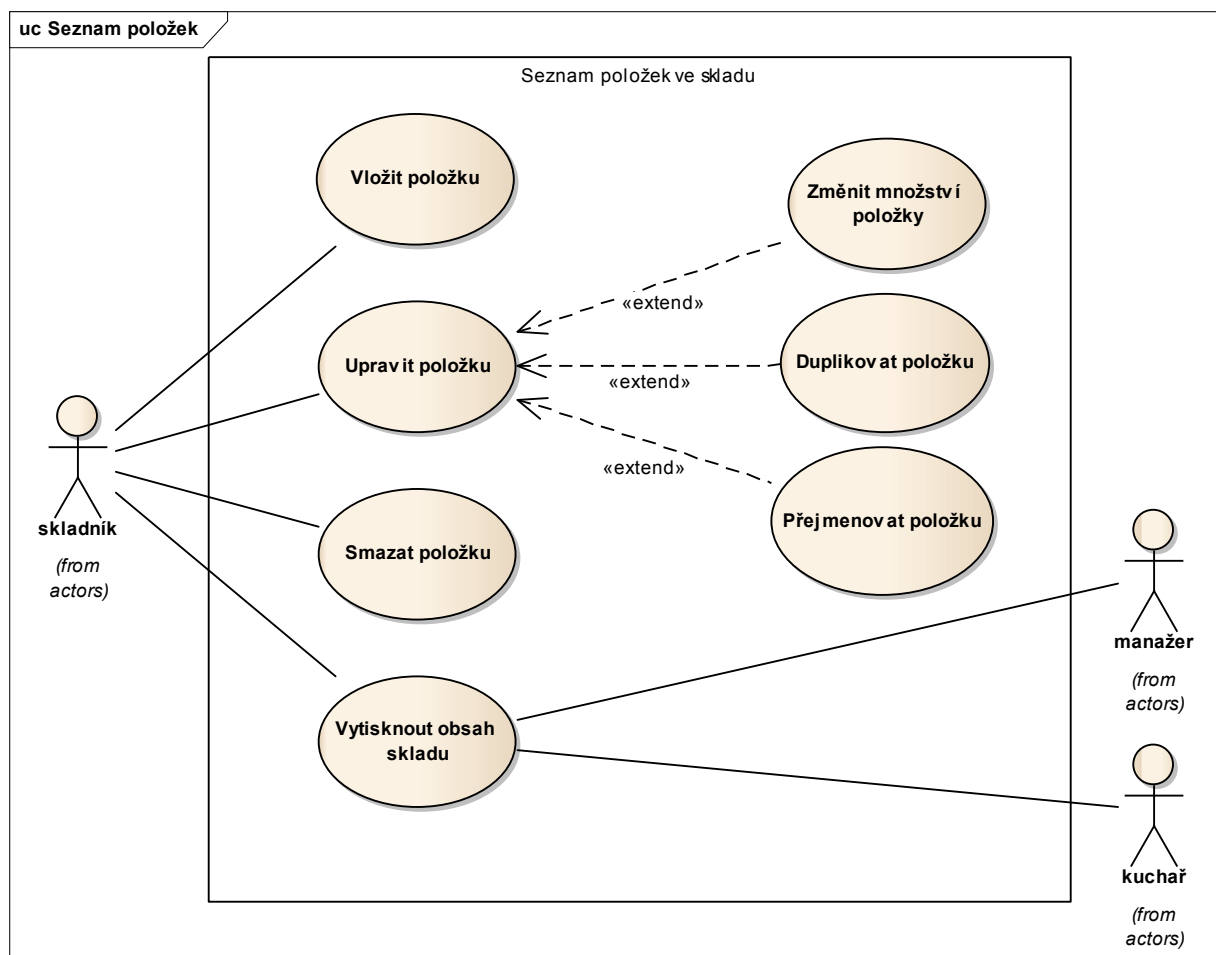 uc Seznam položek
Seznam položek ve skladu
Vložit položku
Změnit množství
položky
«extend»
Upravit položku
Duplikovat položku
«extend»
«extend»
skladník
(from
actors)
Smazat položku
Přejmenovat položku
manažer
(from
actors)
Vytisknout obsah
skladu
kuchař
(from
actors)